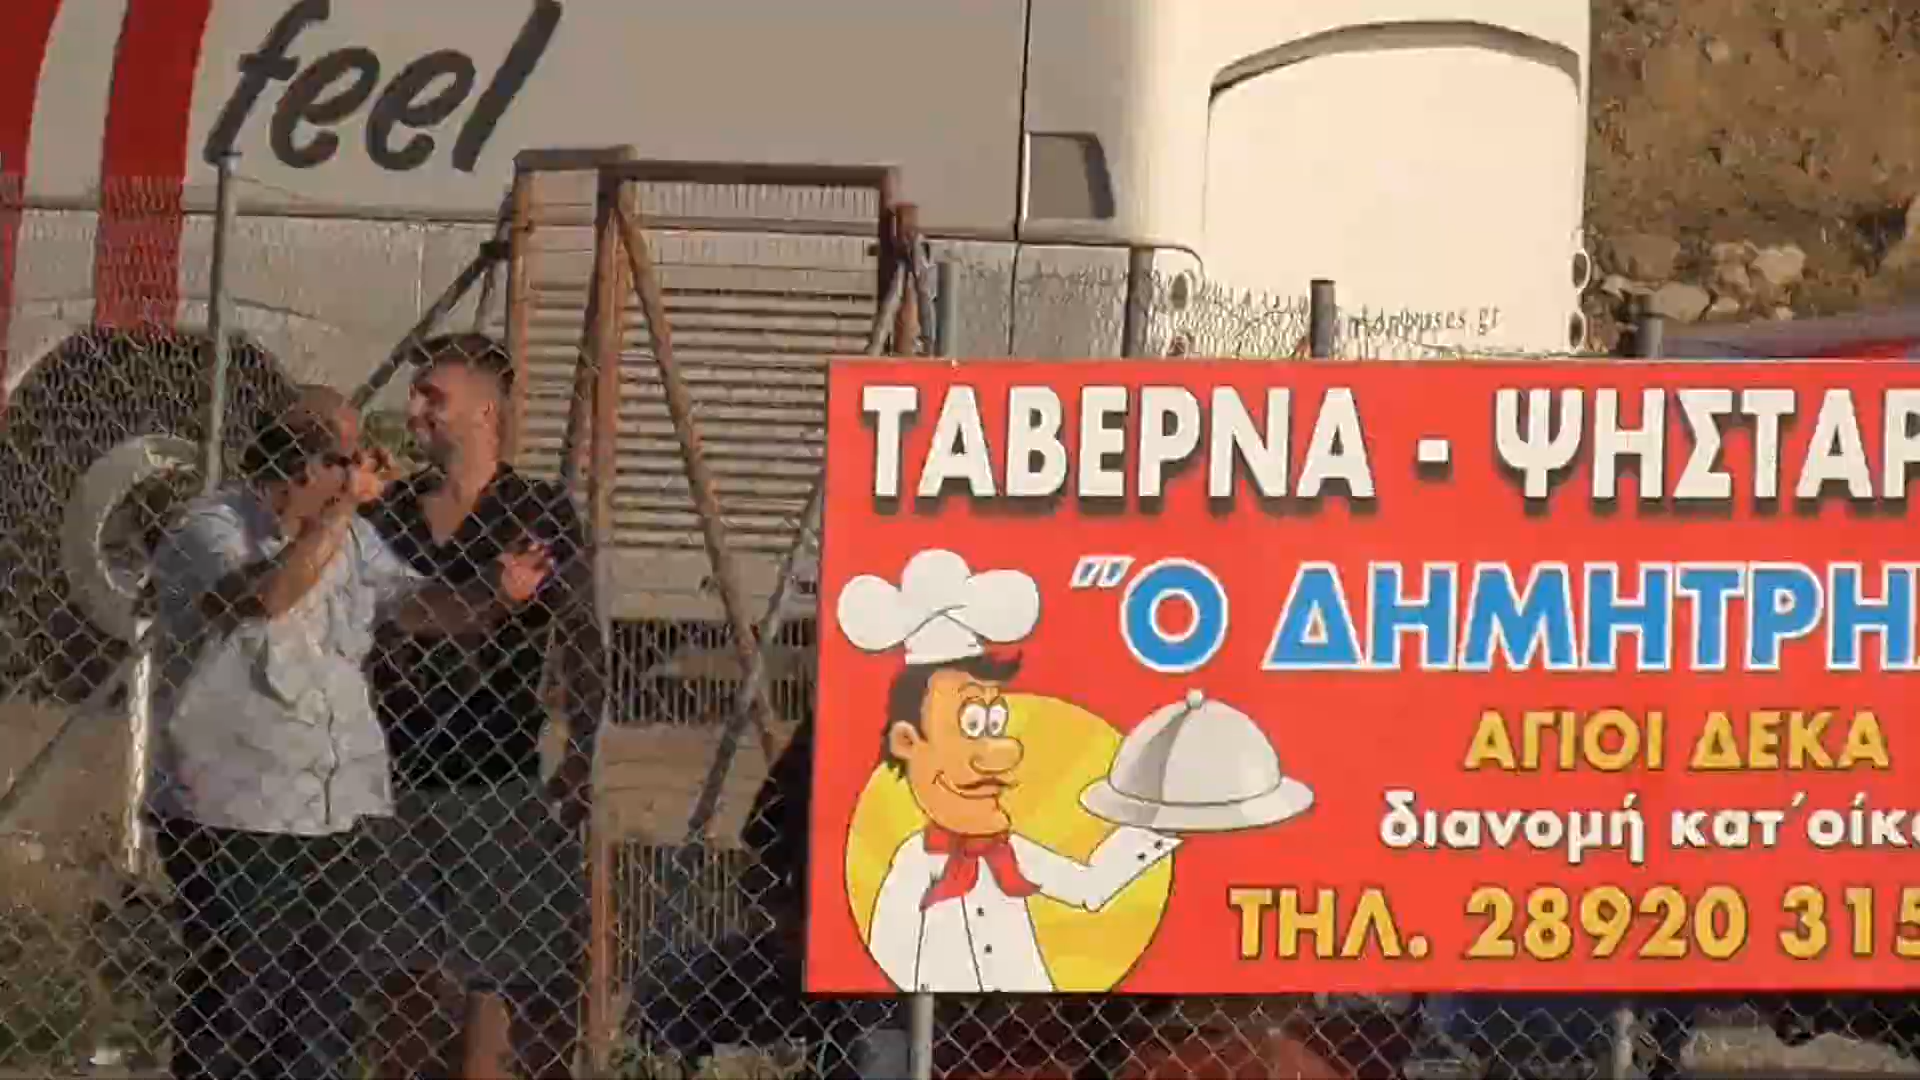 feel
ΤΑΒΕΡΝΑ - ΨΗΣΤΑΡ
"Ο ΔΗΜΗΤΡΗ
ΑΓΙΟΙ ΔΕΚΑ
διανομή κατ΄οίκ
ΤΗΛ. 28920 315